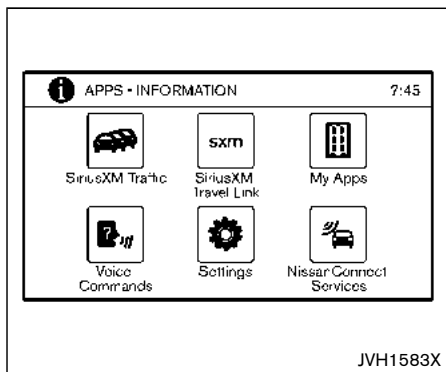 i APPS - INFORMATION 7:45
sxm
SiriusXM Traffic SiriusXM Travel Link My Apps
?
Voice Commands Settings NissanConnect Services
JVH1583X